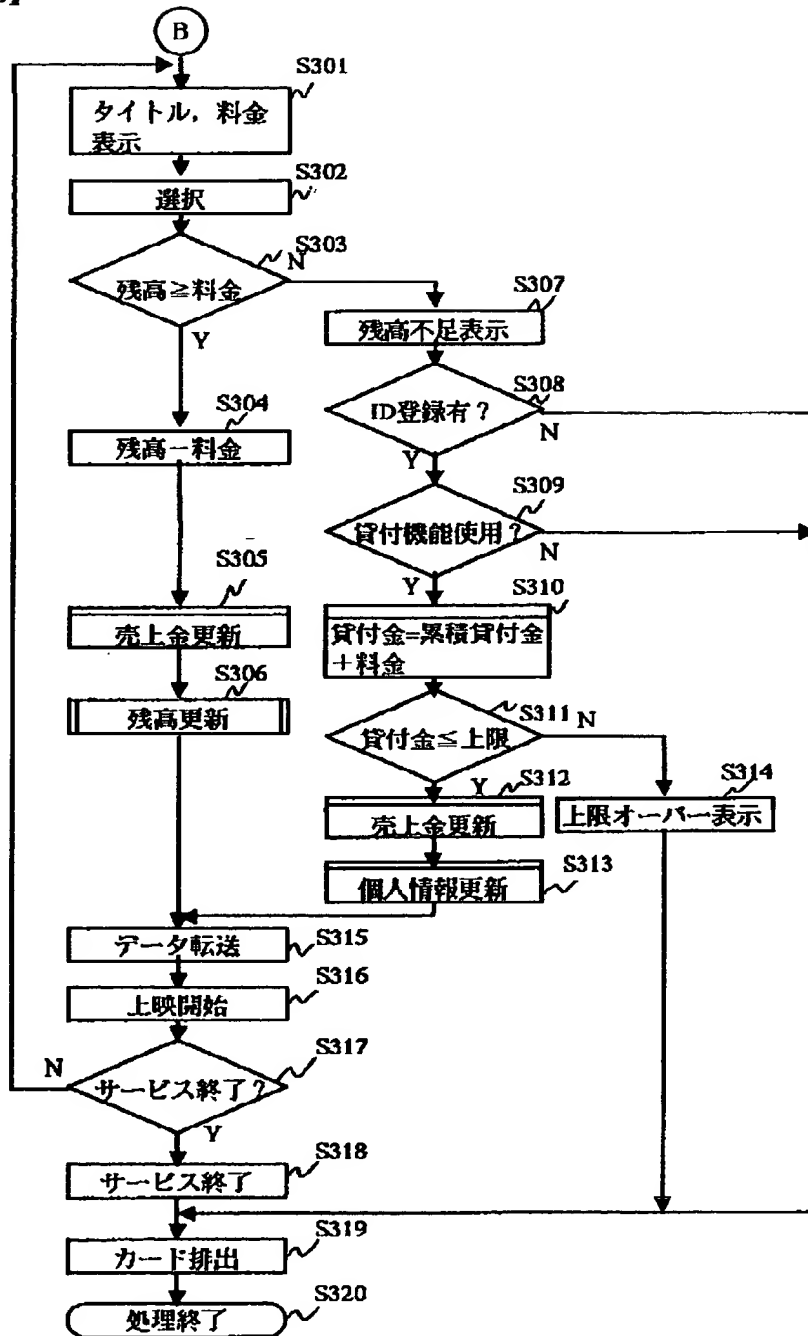 B
S301
タイトル，料金
表示
S302
選択
S303
残高≧料金
N
Y
S307
残高不足表示
S308
ID登録有？
N
Y
S304
残高－料金
S309
貸付機能使用？
N
Y
S305
売上金更新
S310
貸付金=累積貸付金
＋料金
S306
残高更新
S311
貸付金≦上限
N
Y
S312
売上金更新
S314
上限オーバー表示
S313
個人情報更新
S315
データ転送
S316
上映開始
S317
サービス終了？
N
Y
S318
サービス終了
S319
カード排出
S320
処理終了